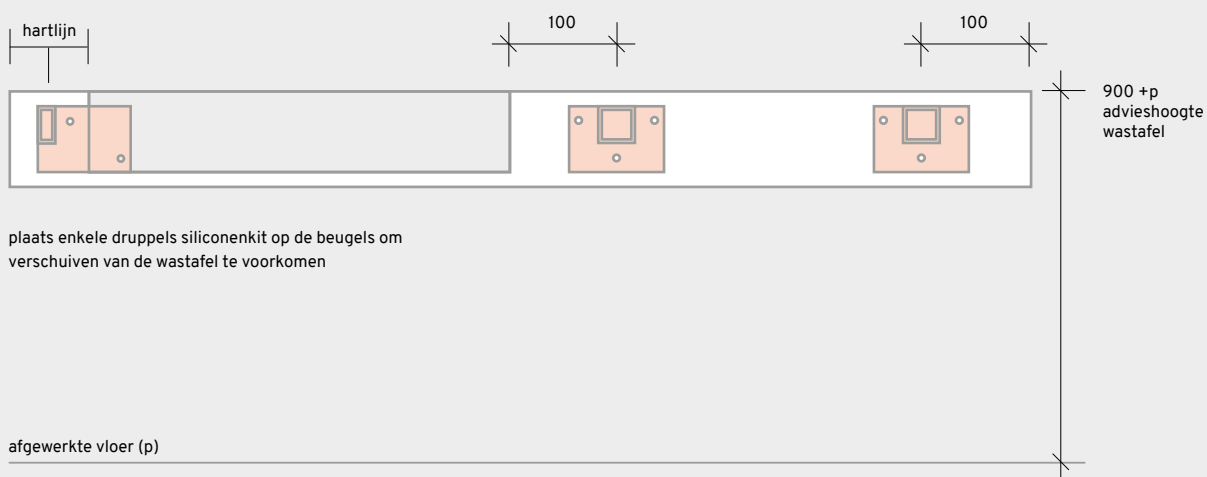 hartlijn
100
100
900 +p
advieshoogte
wastafel
plaats enkele druppels siliconenkit op de beugels om
verschuiven van de wastafel te voorkomen
afgewerkte vloer (p)